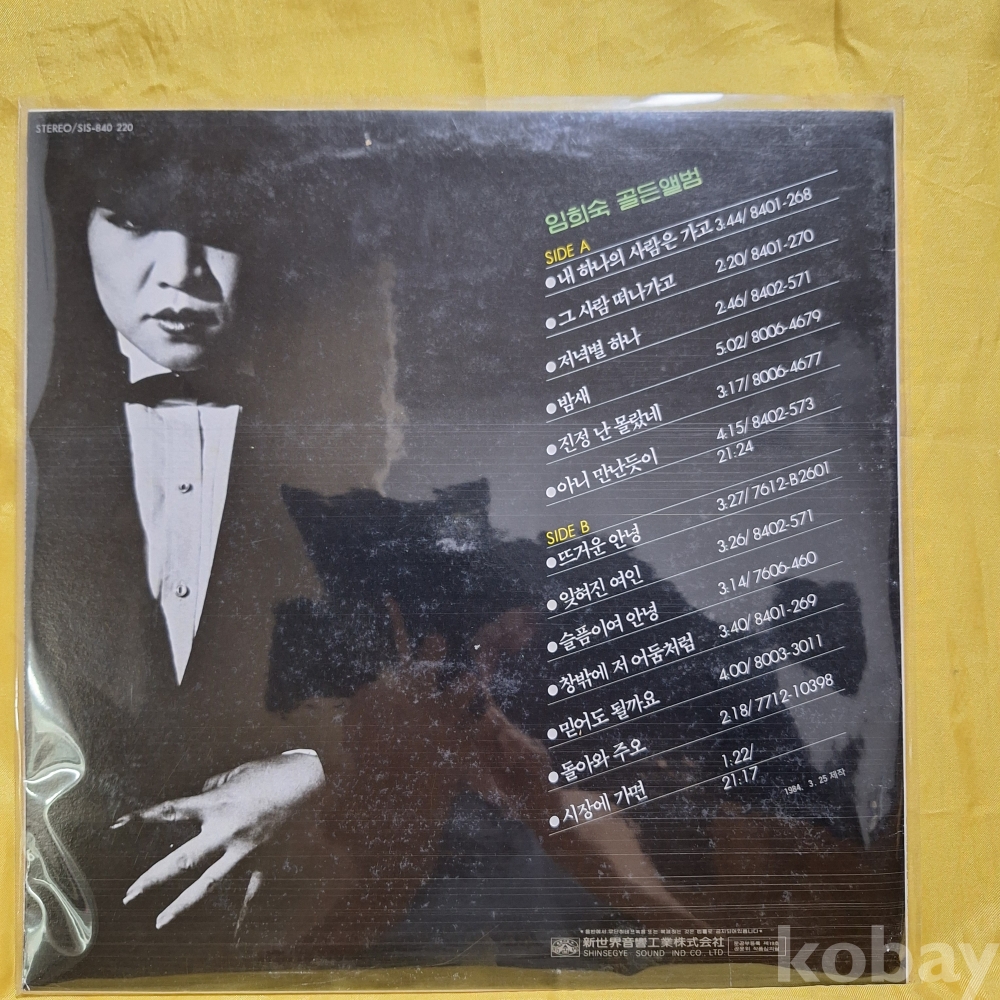 STEREO/SIS-840 220
임희숙 골든앨범
SIDE A
●내 하나의 사람은 가고 3:44/ 8401-268
●그 사람 떠나가고 2:20/ 8401-270
●저녁별 하나 2:46/ 8402-571
●밤새 5:02/ 8006-4679
●진정 난 몰랐네 3:17/ 8006-4677
●아니 만난듯이 4:15/ 8402-573
21:24
SIDE B
●뜨거운 안녕 3:27/ 7612-B2601
●잊혀진 여인 3:26/ 8402-571
●슬픔이여 안녕 3:14/ 7606-460
●창밖에 저 어둠처럼 3:40/ 8401-269
●믿어도 될까요 4:00/ 8003-3011
●돌아와 주오 2:18/ 7712-10398
●시장에 가면 1:22/
21:17
1984. 3. 25 제작
新世界音響工業株式会社
SHINSEGYE SOUND IND. CO., LTD.
kobay